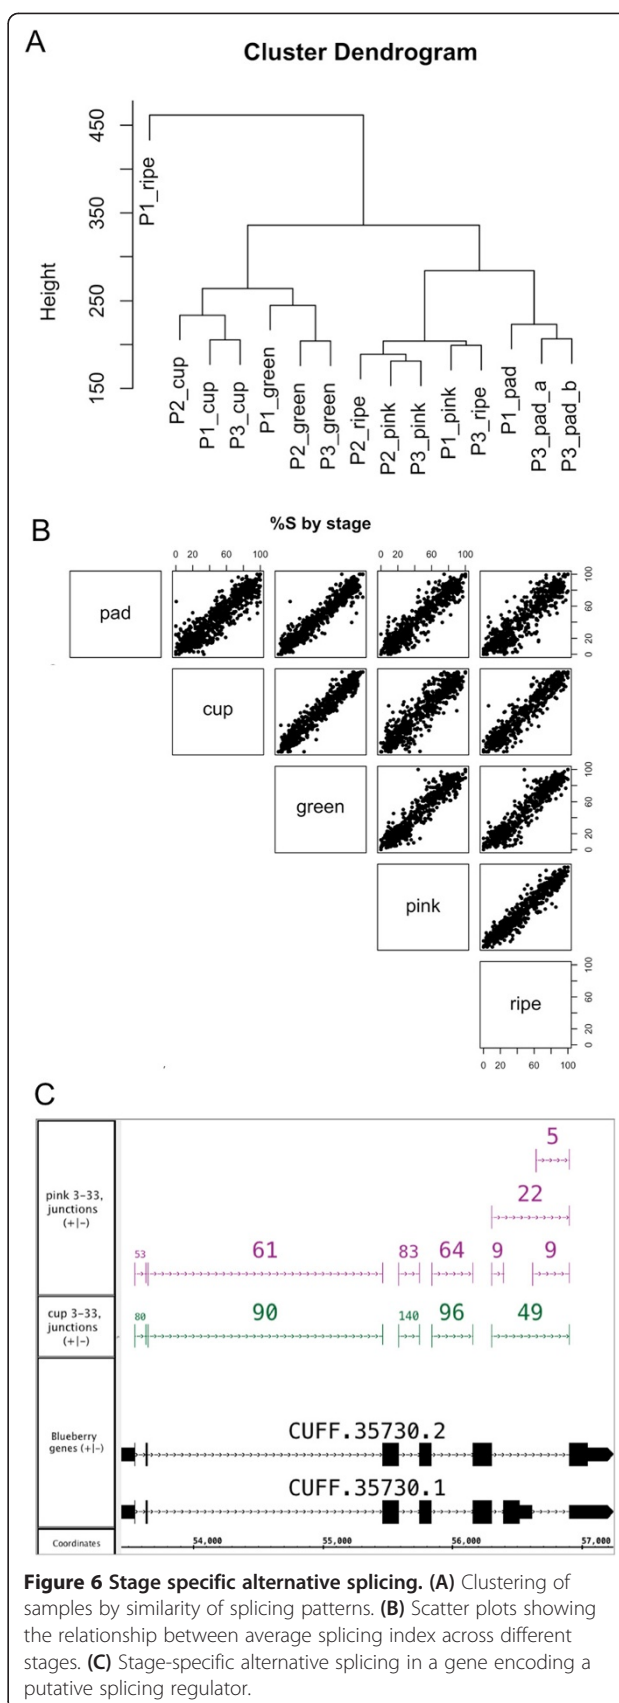 A
Cluster Dendrogram
Height
450
350
250
150
P1_ripe
P2_cup
P1_cup
P3_cup
P1_green
P2_green
P3_green
P2_ripe
P2_pink
P3_pink
P1_pink
P3_ripe
P1_pad
P3_pad_a
P3_pad_b
B
%S by stage
0 20 60 100
0 20 60 100
pad
100
60
20
0
cup
green
100
60
20
0
pink
ripe
100
60
20
0
0 20 60 100
C
pink 3-33,
junctions
(+|-)
5
22
53 61 83 64 9 9
cup 3-33,
junctions
(+|-)
80 90 140 96 49
Blueberry
genes (+|-)
CUFF.35730.2
CUFF.35730.1
Coordinates
54,000 55,000 56,000 57,000
Figure 6 Stage specific alternative splicing. (A) Clustering of
samples by similarity of splicing patterns. (B) Scatter plots showing
the relationship between average splicing index across different
stages. (C) Stage-specific alternative splicing in a gene encoding a
putative splicing regulator.